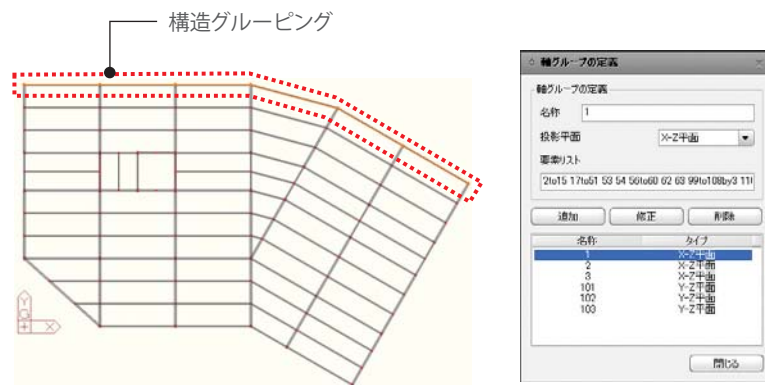 構造グルーピング
軸グループの定義
軸グループの定義
名称 1
投影平面 X-Z平面
要素リスト
2to15 17to51 53 54 56to60 62 63 99to108by3 110
追加 修正 削除
名称 タイプ
1 X-Z平面
2 X-Z平面
3 X-Z平面
101 Y-Z平面
102 Y-Z平面
103 Y-Z平面
閉じる
Y
G
X